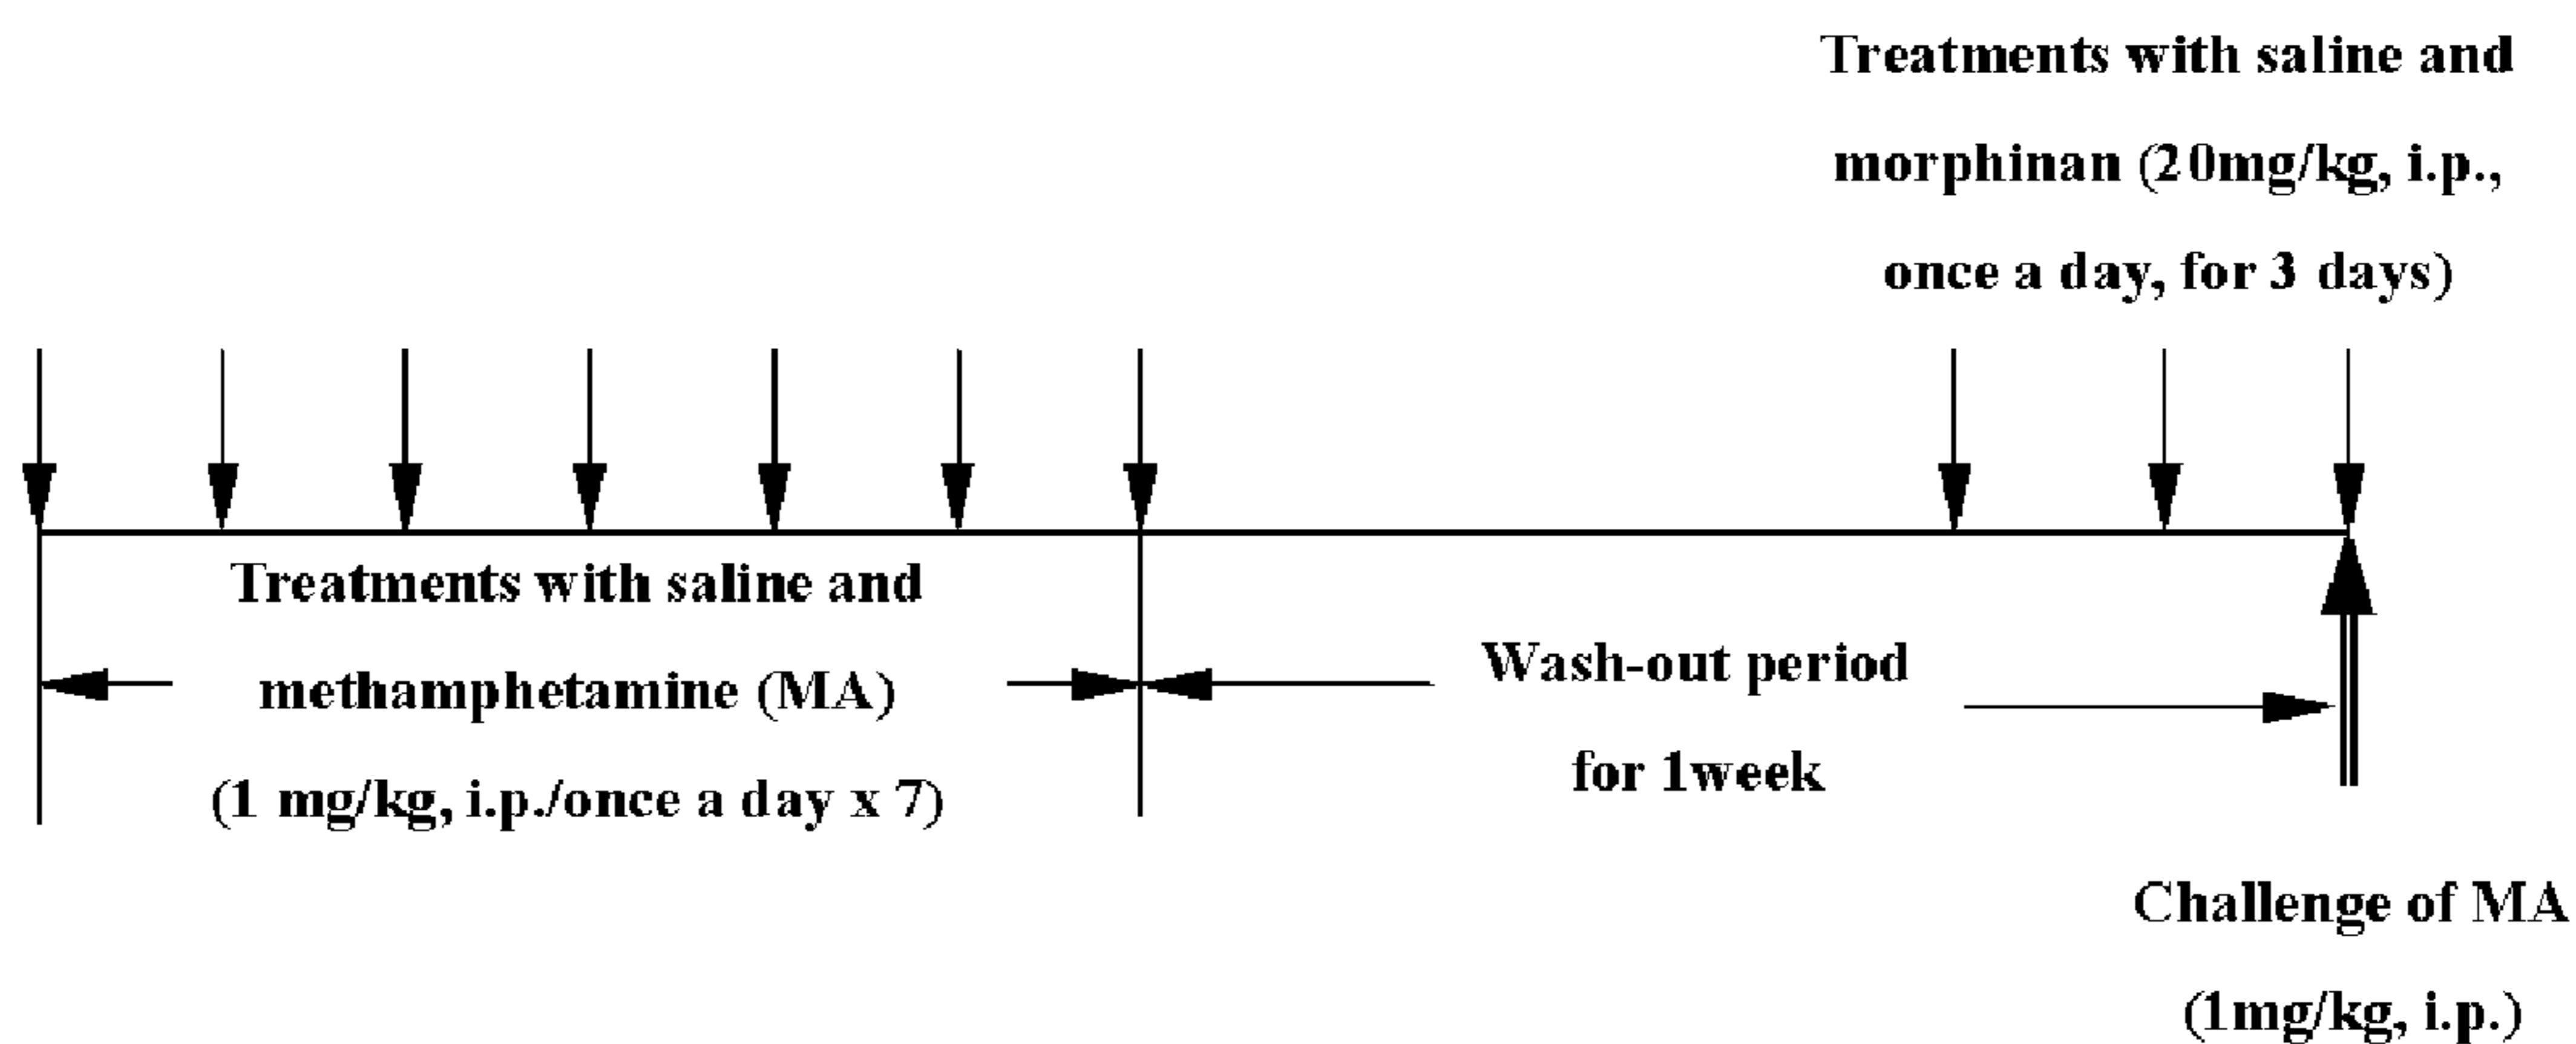 Treatments with saline and
morphinan (20mg/kg, i.p.,
once a day, for 3 days)
Treatments with saline and
methamphetamine (MA)
(1 mg/kg, i.p./once a day x 7)
Wash-out period
for 1week
Challenge of MA
(1mg/kg, i.p.)